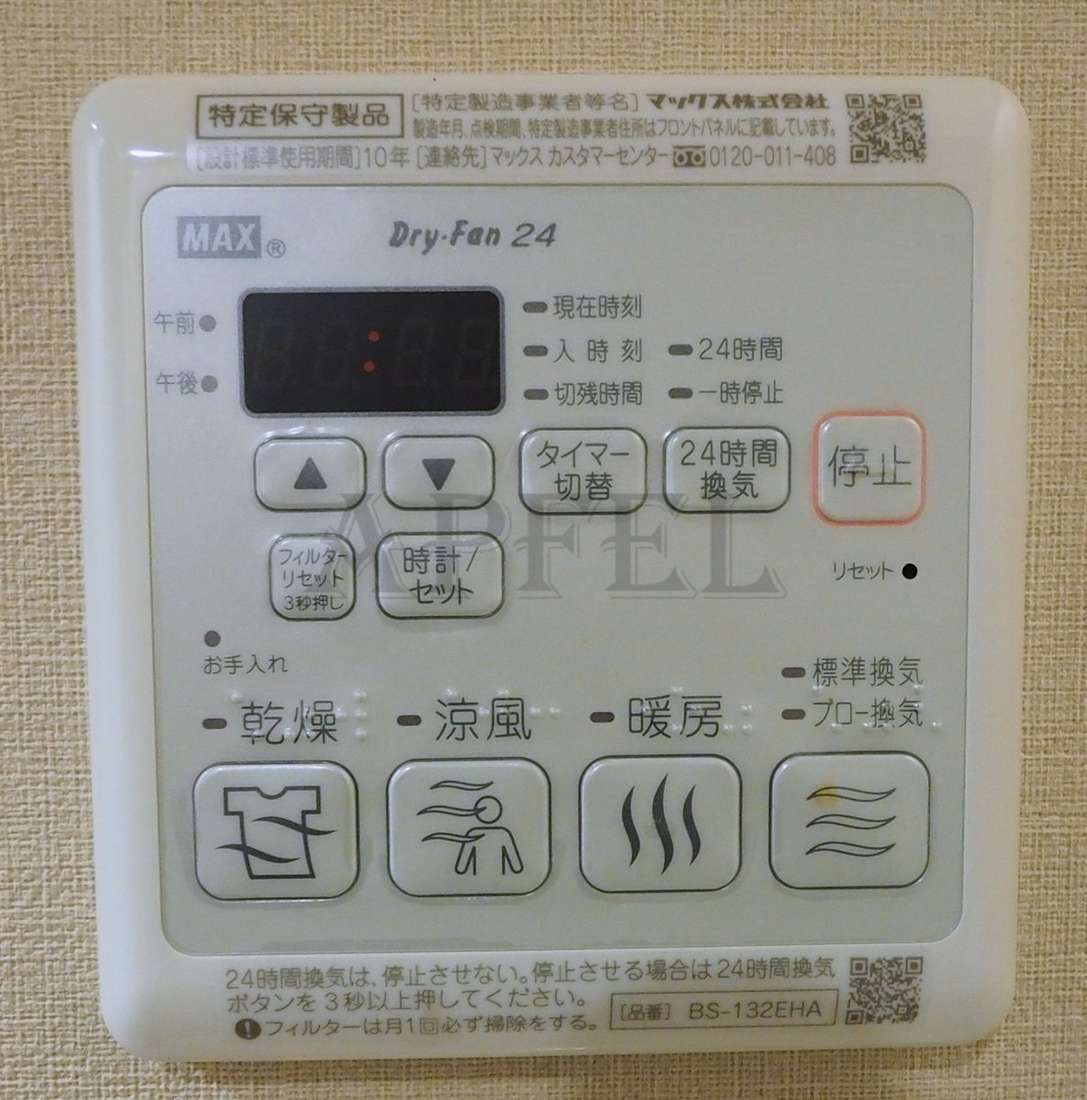 特定保守製品 [特定製造事業者等名] マックス株式会社
製造年月、点検期間、特定製造事業者住所はフロントパネルに記載しています。
[設計標準使用期間]10年 [連絡先]マックス カスタマーセンター 0120-011-408
MAX® Dry・Fan 24
午前
午後
現在時刻
入時刻 24時間
切残時間 一時停止
▲ ▼ タイマー切替 24時間換気 停止
フィルターリセット3秒押し 時計/セット
リセット
APFEL
お手入れ
標準換気
乾燥 涼風 暖房 ブロー換気
24時間換気は、停止させない。停止させる場合は24時間換気
ボタンを3秒以上押してください。
フィルターは月1回必ず掃除をする。 [品番] BS-132EHA